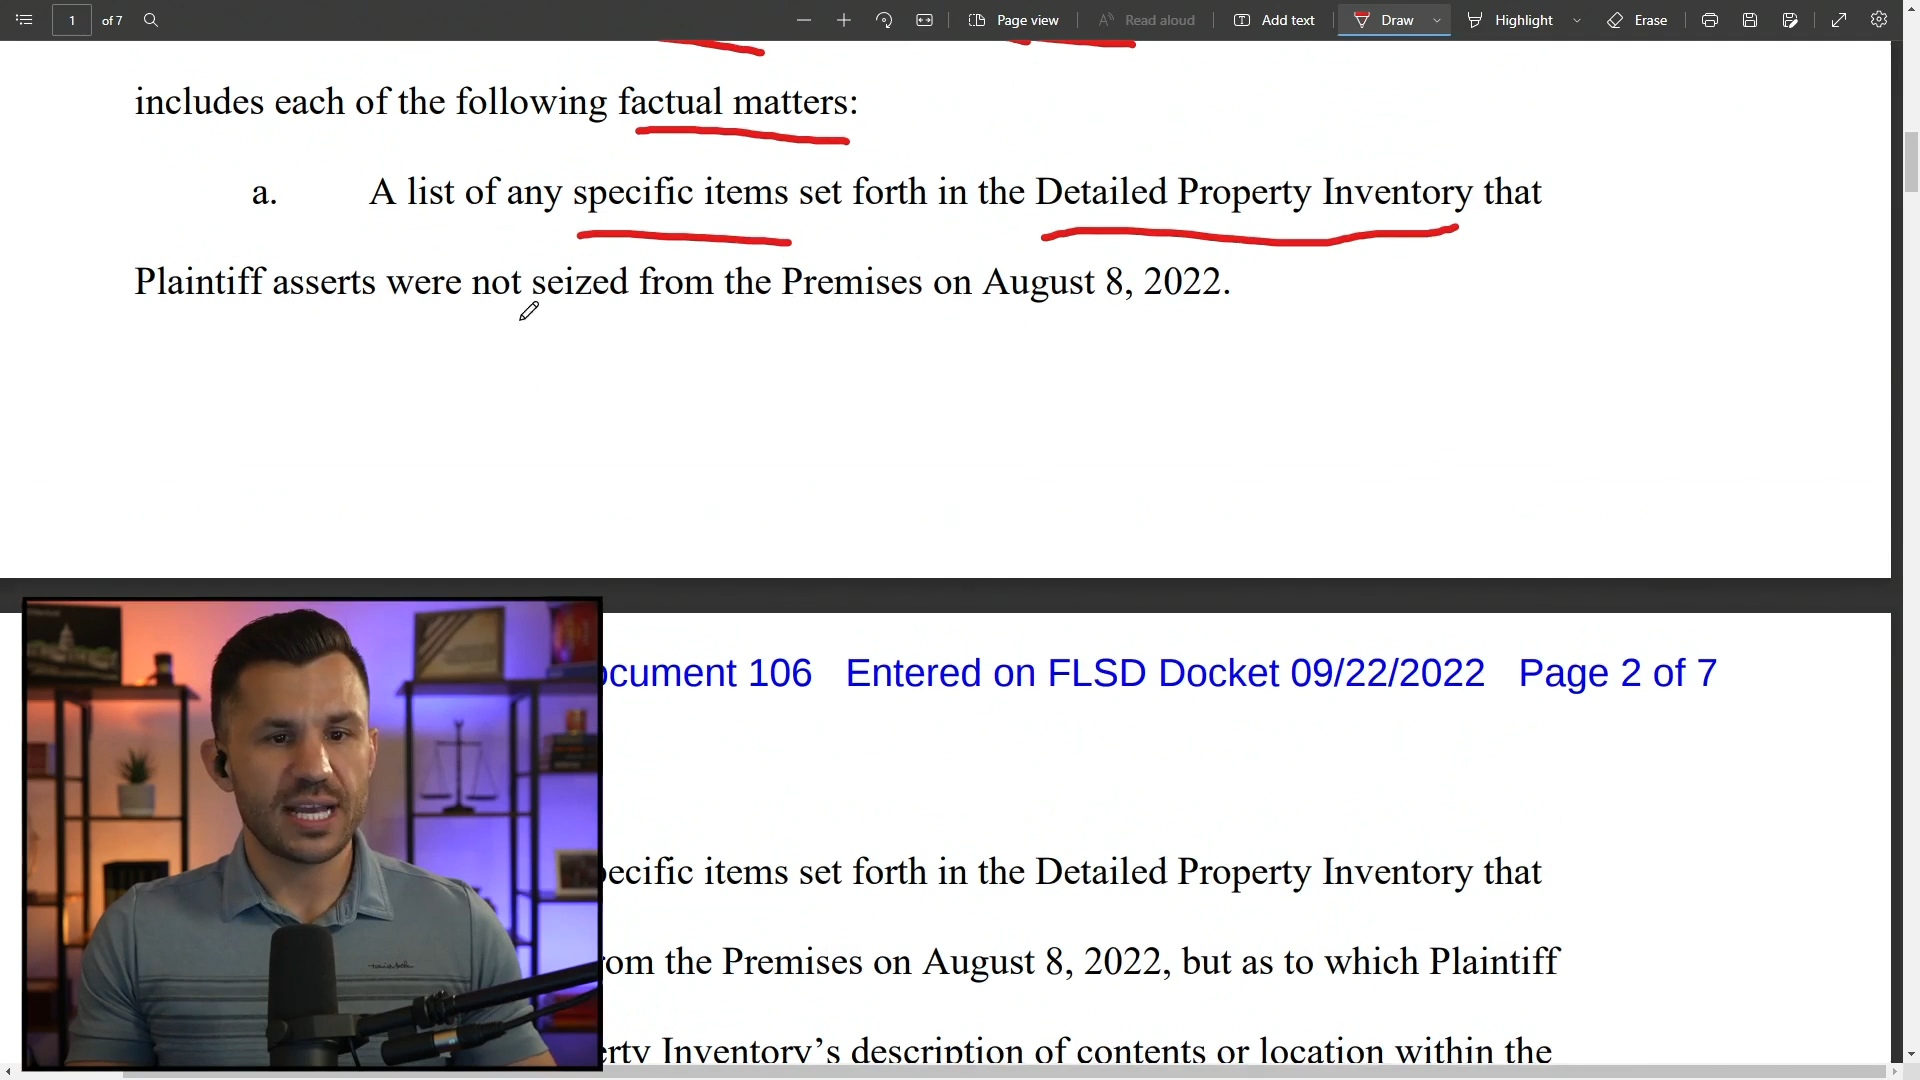 1 of 7 Page view Read aloud Add text Draw Highlight Erase
includes each of the following factual matters:
a. A list of any specific items set forth in the Detailed Property Inventory that
Plaintiff asserts were not seized from the Premises on August 8, 2022.
ocument 106 Entered on FLSD Docket 09/22/2022 Page 2 of 7
pecific items set forth in the Detailed Property Inventory that
om the Premises on August 8, 2022, but as to which Plaintiff
erty Inventory’s description of contents or location within the